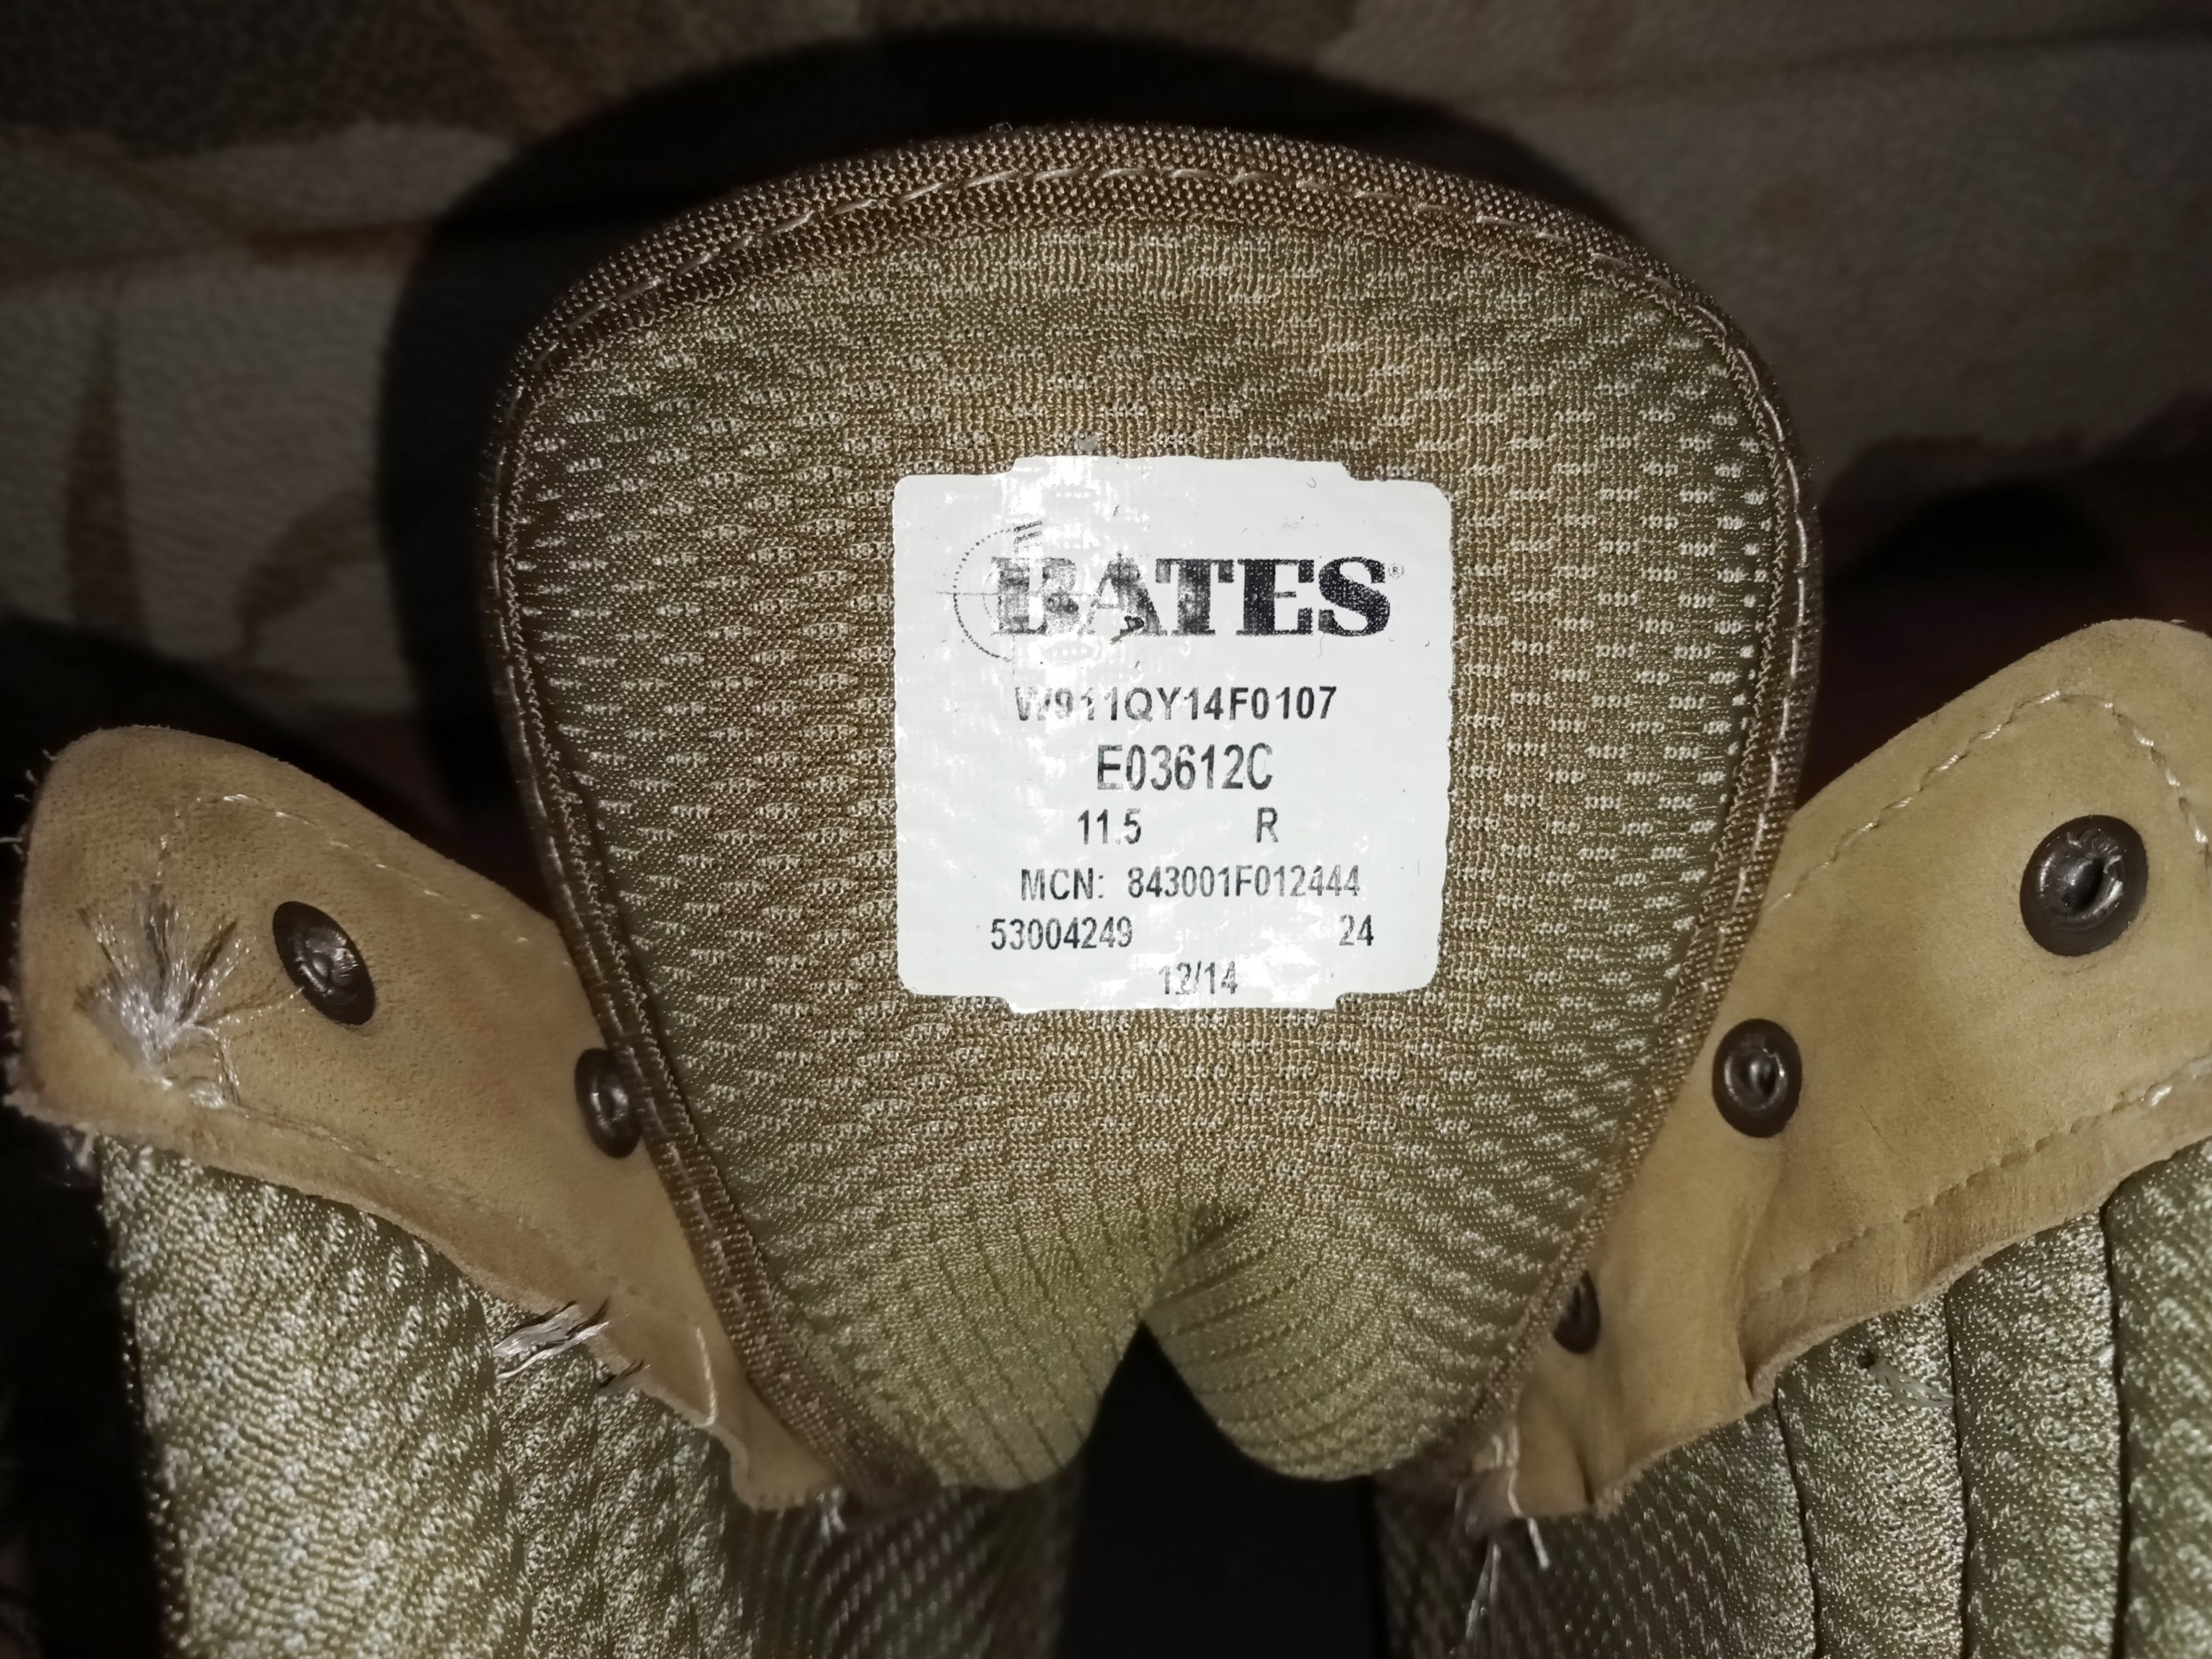 BATES®
W911QY14F0107
E03612C
11.5 R
MCN: 843001F012444
53004249 24
12/14